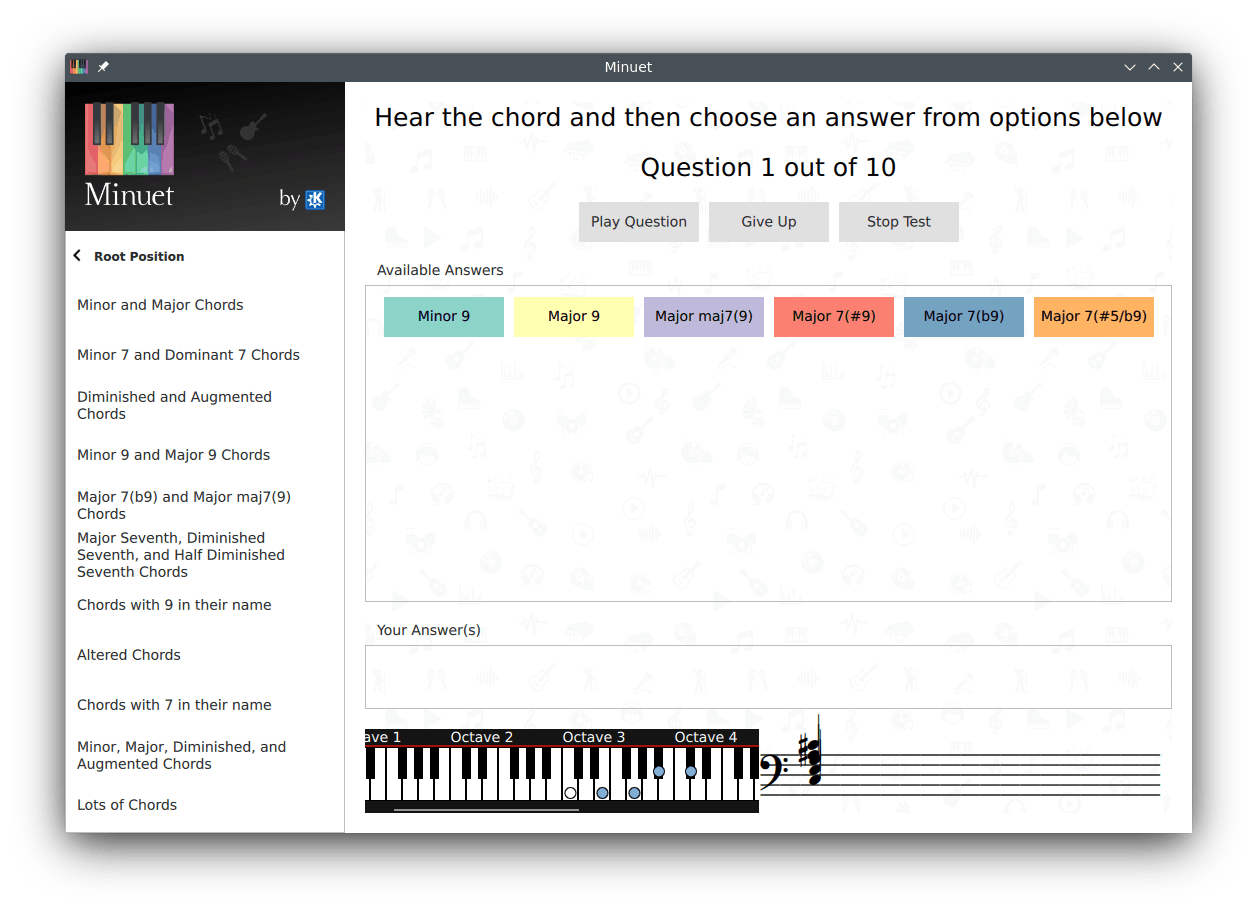 Minuet
Minuet
by K
Root Position
Minor and Major Chords
Minor 7 and Dominant 7 Chords
Diminished and Augmented
Chords
Minor 9 and Major 9 Chords
Major 7(b9) and Major maj7(9)
Chords
Major Seventh, Diminished
Seventh, and Half Diminished
Seventh Chords
Chords with 9 in their name
Altered Chords
Chords with 7 in their name
Minor, Major, Diminished, and
Augmented Chords
Lots of Chords
Hear the chord and then choose an answer from options below
Question 1 out of 10
Play Question Give Up Stop Test
Available Answers
Minor 9 Major 9 Major maj7(9) Major 7(#9) Major 7(b9) Major 7(#5/b9)
Your Answer(s)
ave 1 Octave 2 Octave 3 Octave 4